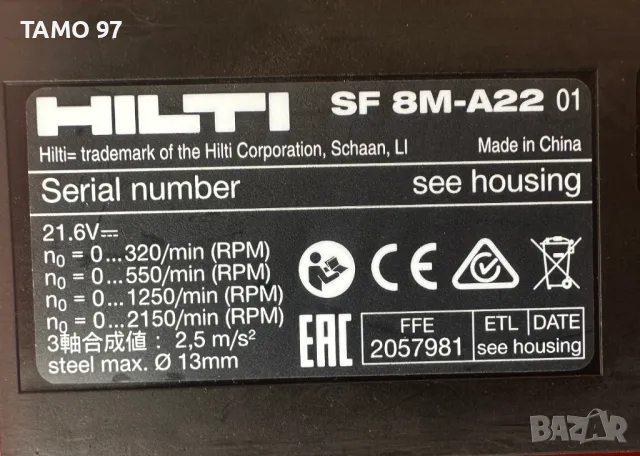 TAMO 97
HILTI SF 8M-A22 01
Hilti= trademark of the Hilti Corporation, Schaan, LI Made in China
Serial number see housing
21.6V⎓
n₀ = 0...320/min (RPM)
n₀ = 0...550/min (RPM)
n₀ = 0...1250/min (RPM)
n₀ = 0...2150/min (RPM)
3軸合成値：2,5 m/s²
steel max. Ø 13mm
CE
EAC
FFE ETL DATE
2057981 see housing
BAZAR